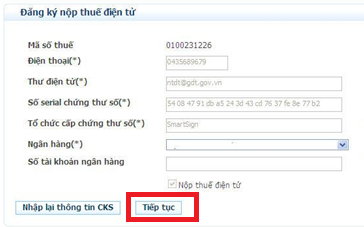 Đăng ký nộp thuế điện tử
Mã số thuế 0100231226
Điện thoại(*) 0435689679
Thư điện tử(*) ntdt@gdt.gov.vn
Số serial chứng thư số(*) 54 08 47 91 db a5 24 3d 43 cd 76 37 fe 8e 77 b2
Tổ chức cấp chứng thư số(*) SmartSign
Ngân hàng(*)
Số tài khoản ngân hàng
Nộp thuế điện tử
Nhập lại thông tin CKS Tiếp tục